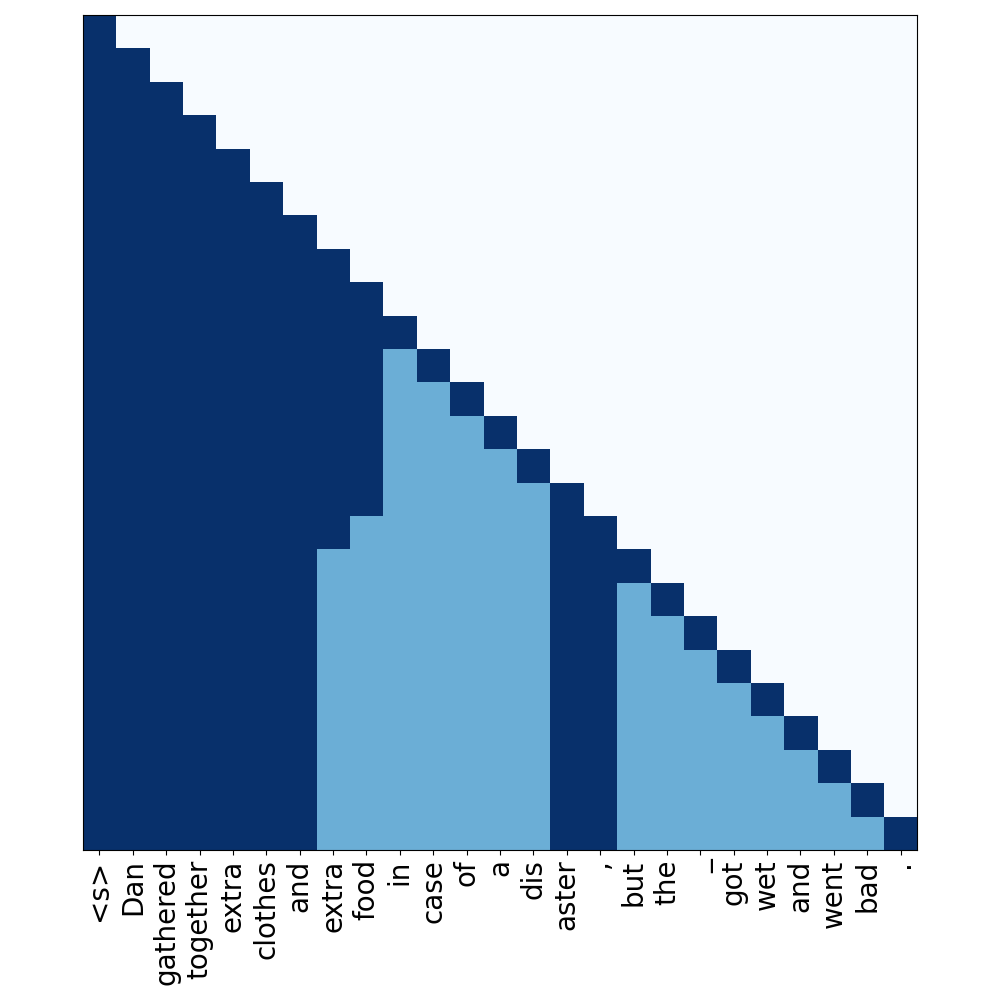 <s> Dan gathered together extra clothes and extra food in case of a dis aster , but the _ got wet and went bad .